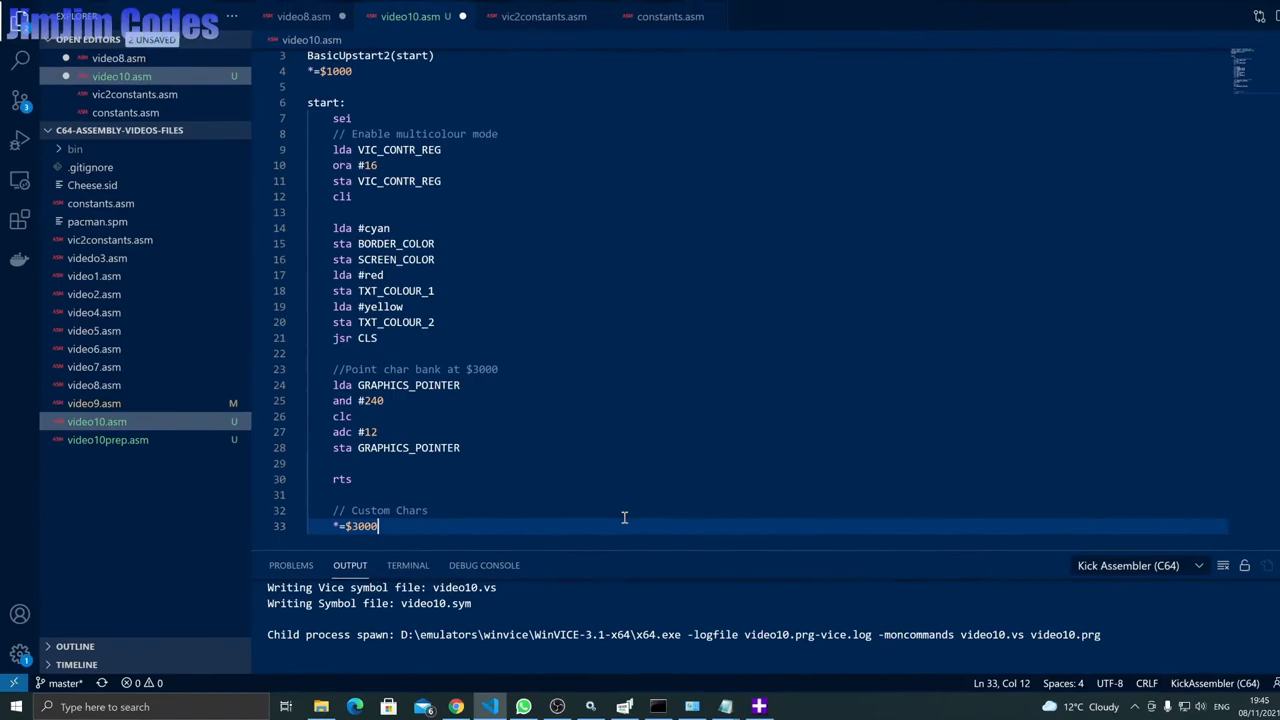 Jimlim Codes
EXPLORER
OPEN EDITORS 2 UNSAVED
video8.asm
video10.asm U
vic2constants.asm
constants.asm
C64-ASSEMBLY-VIDEOS-FILES
bin
.gitignore
Cheese.sid
constants.asm
pacman.spm
vic2constants.asm
videdo3.asm
video1.asm
video2.asm
video4.asm
video5.asm
video6.asm
video7.asm
video8.asm
video9.asm M
video10.asm U
video10prep.asm U
OUTLINE
TIMELINE
video8.asm video10.asm U vic2constants.asm constants.asm
video10.asm
3 BasicUpstart2(start)
4 *=$1000
5
6 start:
7 sei
8 // Enable multicolour mode
9 lda VIC_CONTR_REG
10 ora #16
11 sta VIC_CONTR_REG
12 cli
13
14 lda #cyan
15 sta BORDER_COLOR
16 sta SCREEN_COLOR
17 lda #red
18 sta TXT_COLOUR_1
19 lda #yellow
20 sta TXT_COLOUR_2
21 jsr CLS
22
23 //Point char bank at $3000
24 lda GRAPHICS_POINTER
25 and #240
26 clc
27 adc #12
28 sta GRAPHICS_POINTER
29
30 rts
31
32 // Custom Chars
33 *=$3000
PROBLEMS OUTPUT TERMINAL DEBUG CONSOLE Kick Assembler (C64)
Writing Vice symbol file: video10.vs
Writing Symbol file: video10.sym
Child process spawn: D:\emulators\winvice\WinVICE-3.1-x64\x64.exe -logfile video10.prg-vice.log -moncommands video10.vs video10.prg
master* 0 0 Ln 33, Col 12 Spaces: 4 UTF-8 CRLF KickAssembler (C64)
Type here to search 12°C Cloudy ENG 19:45
08/11/2021